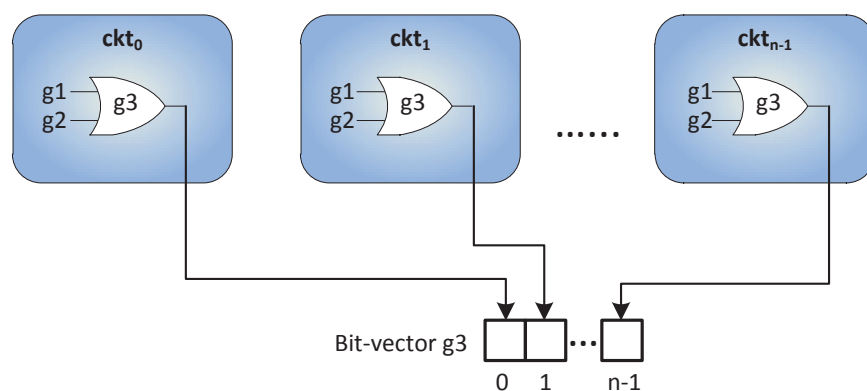 ckt0 ckt1 cktn-1
g1 g3 g1 g3 g1 g3
g2 g2 g2
......
Bit-vector g3 ...
0 1 n-1